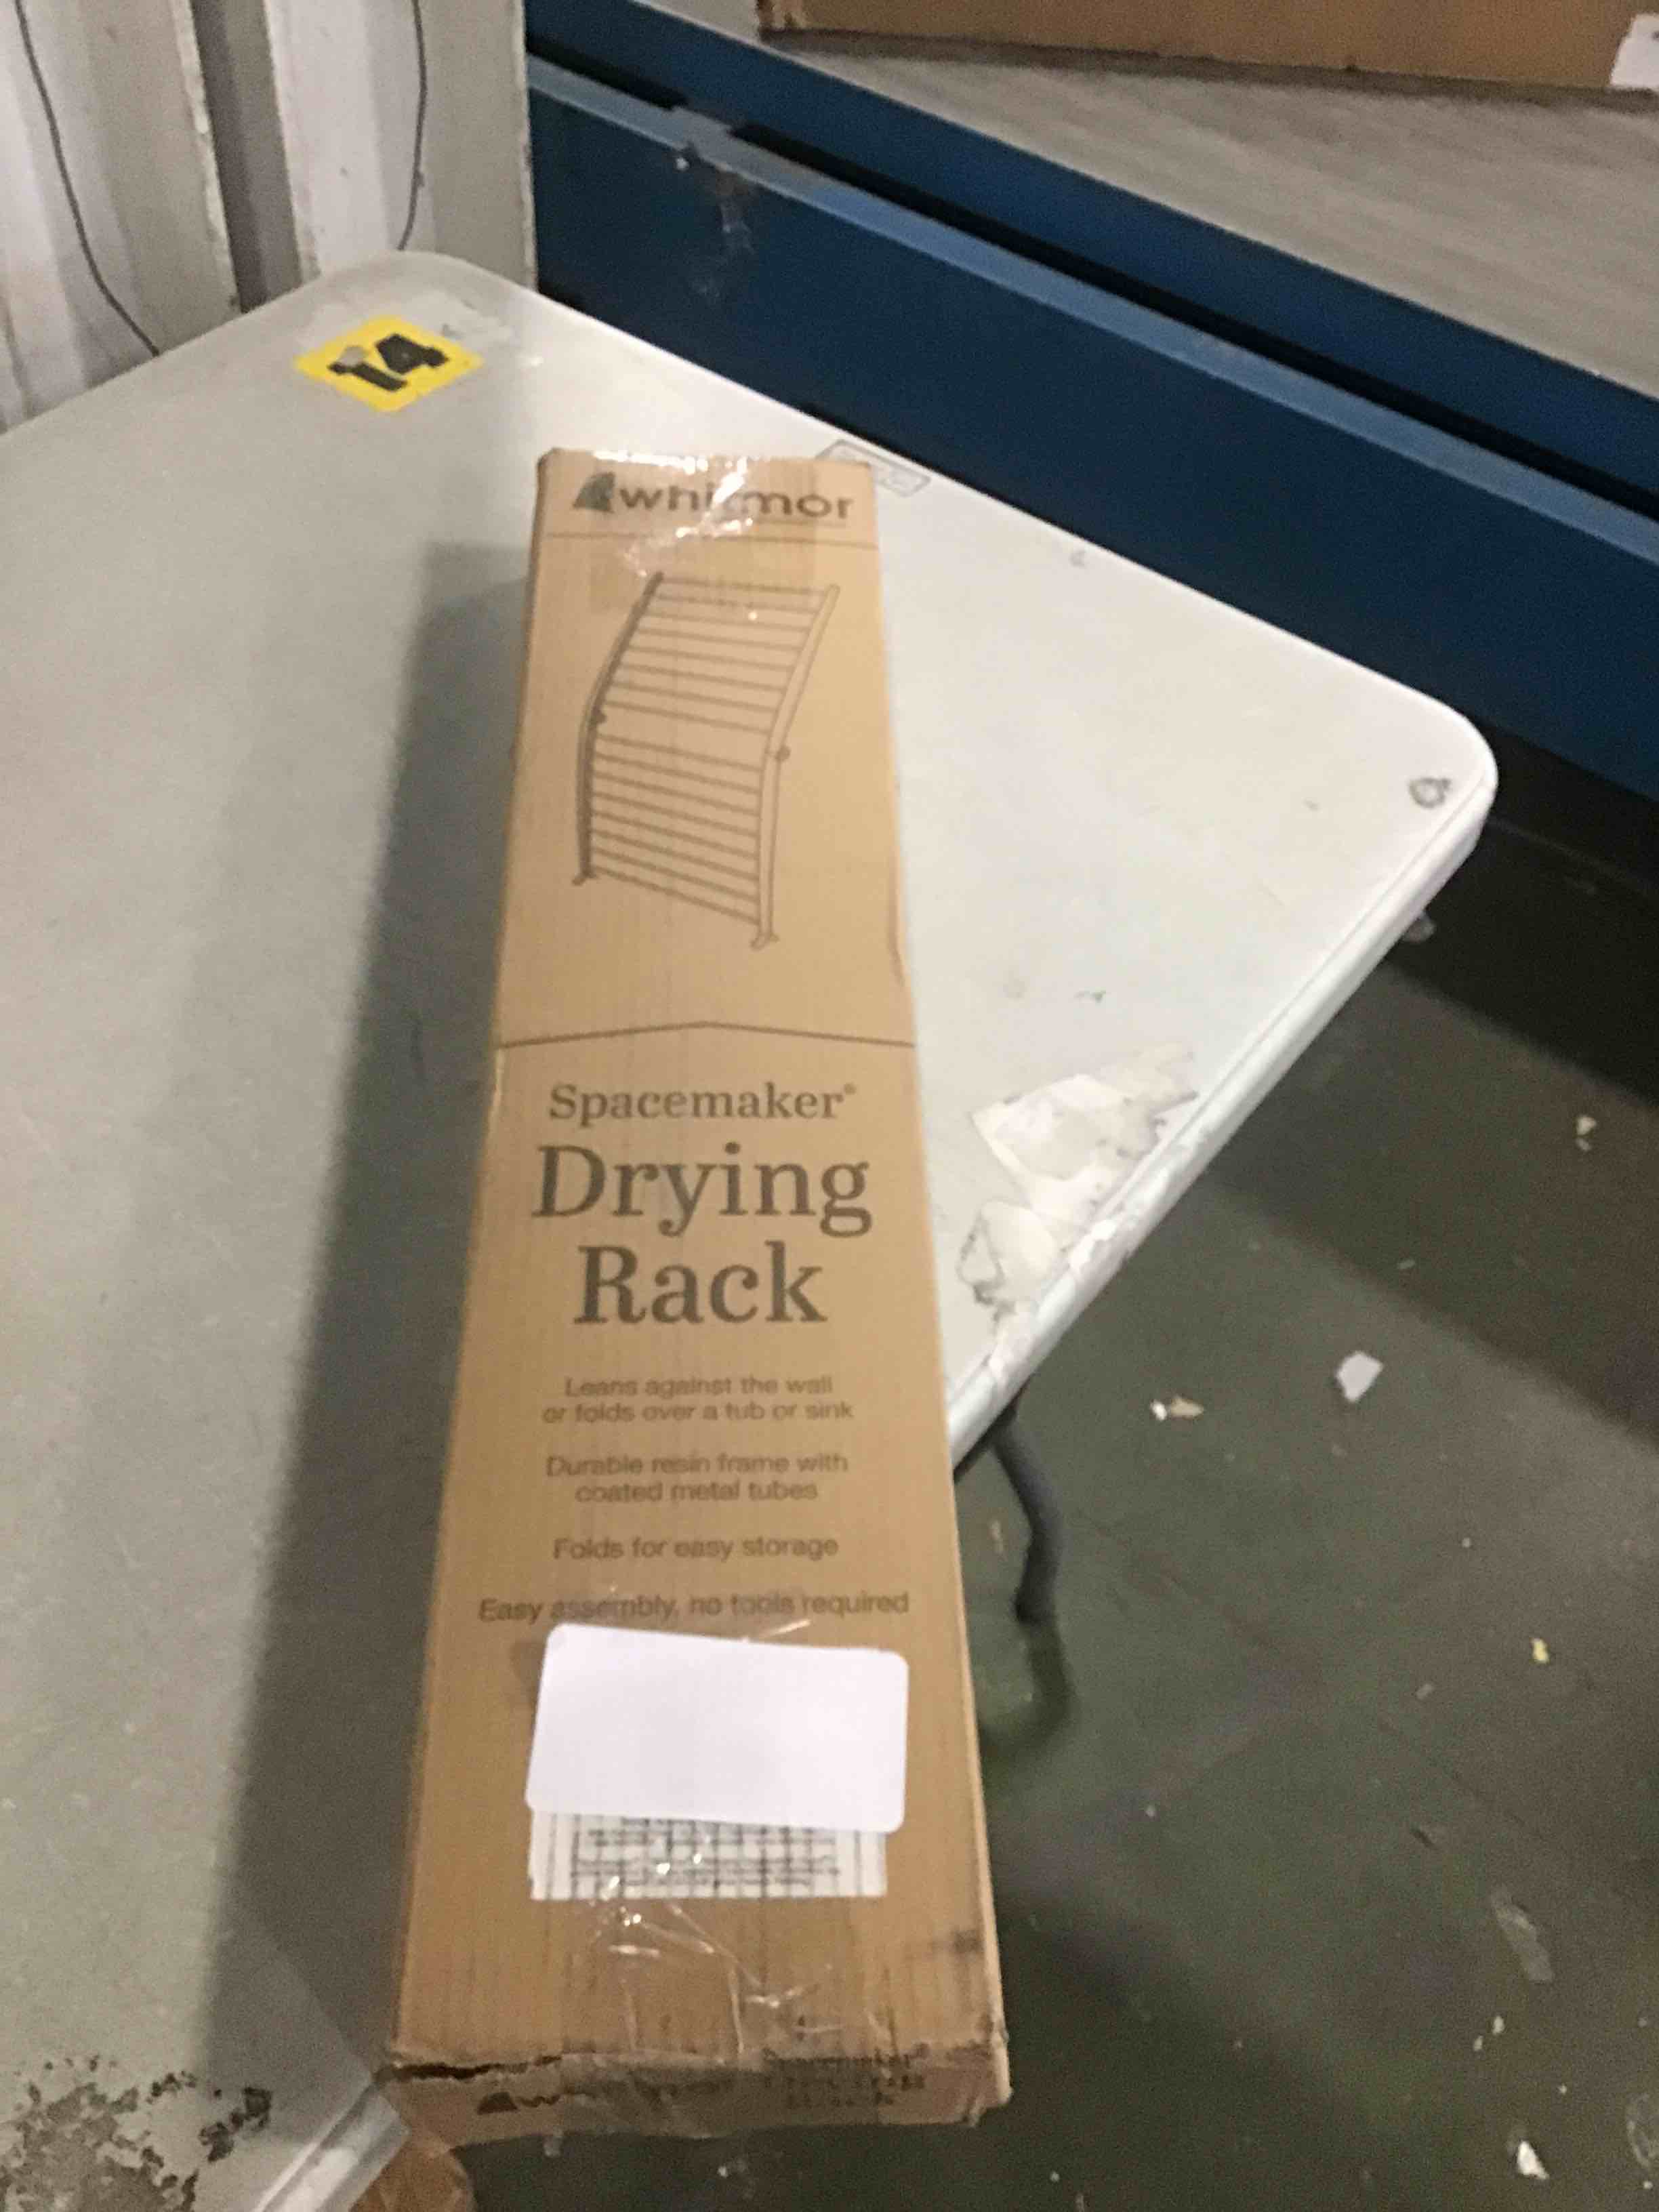 14
whitmor
Spacemaker®
Drying
Rack
Leans against the wall
or folds over a tub or sink
Durable resin frame with
coated metal tubes
Folds for easy storage
Easy assembly, no tools required
Spacemaker®